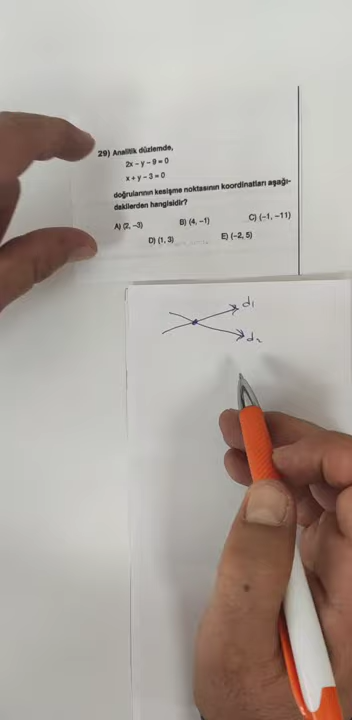 29) Analitik düzlemde,
2x – y – 9 = 0
x + y – 3 = 0
doğrularının kesişme noktasının koordinatları aşağı-
dakilerden hangisidir?
A) (2, –3) B) (4, –1) C) (–1, –11)
D) (1, 3) E) (–2, 5)
d₁
d₂